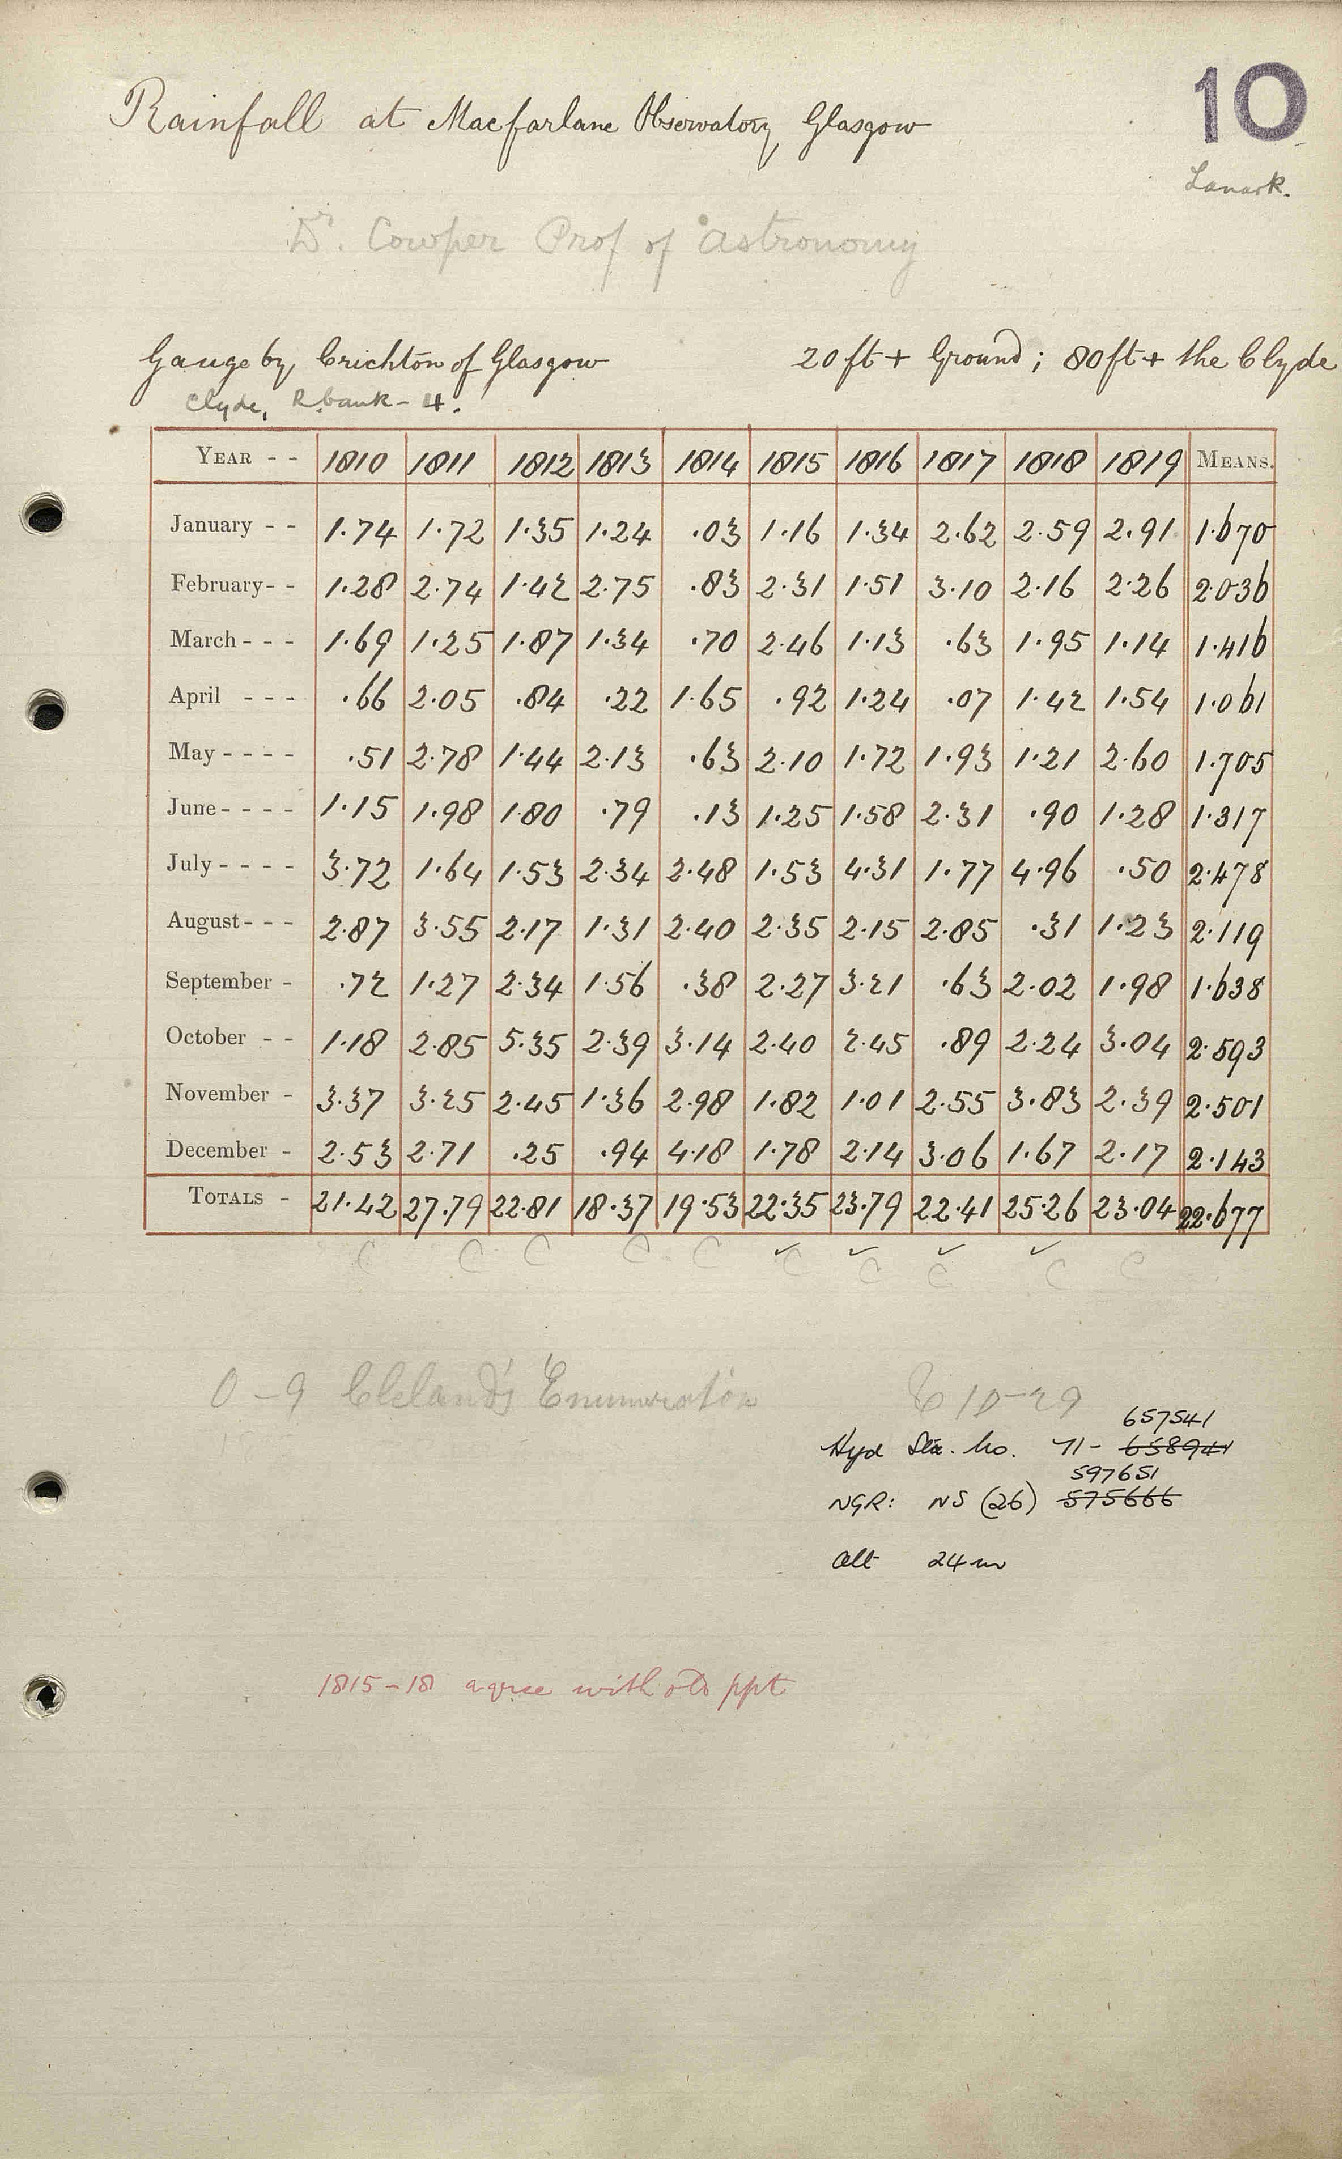 10
Rainfall at Macfarlane Observatory Glasgow
Lanark.
Dr. Cowper Prof of Astronomy
Gauge by Crichton of Glasgow 20ft + Ground; 80ft + the Clyde
Clyde, R. bank - 4.
YEAR - - 1810 1811 1812 1813 1814 1815 1816 1817 1818 1819 MEANS.
January - - 1.74 1.72 1.35 1.24 .03 1.16 1.34 2.62 2.59 2.91 1.670
February - - 1.28 2.74 1.42 2.75 .83 2.31 1.51 3.10 2.16 2.26 2.036
March - - - 1.69 1.25 1.87 1.34 .70 2.46 1.13 .63 1.95 1.14 1.416
April - - - .66 2.05 .84 .22 1.65 .92 1.24 .07 1.42 1.54 1.061
May - - - - .51 2.78 1.44 2.13 .63 2.10 1.72 1.93 1.21 2.60 1.705
June - - - - 1.15 1.98 1.80 .79 .13 1.25 1.58 2.31 .90 1.28 1.317
July - - - - 3.72 1.64 1.53 2.34 2.48 1.53 4.31 1.77 4.96 .50 2.478
August - - - 2.87 3.55 2.17 1.31 2.40 2.35 2.15 2.85 .31 1.23 2.119
September - .72 1.27 2.34 1.56 .38 2.27 3.21 .63 2.02 1.98 1.638
October - - 1.18 2.85 5.35 2.39 3.14 2.40 2.45 .89 2.24 3.04 2.593
November - 3.37 3.25 2.45 1.36 2.98 1.82 1.01 2.55 3.83 2.39 2.501
December - 2.53 2.71 .25 .94 4.18 1.78 2.14 3.06 1.67 2.17 2.143
TOTALS - 21.42 27.79 22.81 18.37 19.53 22.35 23.79 22.41 25.26 23.04 22.677
C C C C C ✓C ✓C ✓C ✓C C
0-9 Cleland's Enumeration 10-29
657541
Hyd Sta. No. 71- 658941
597651
NGR: NS (26) 575666
Alt 24m
1815-18 agree with old ppt